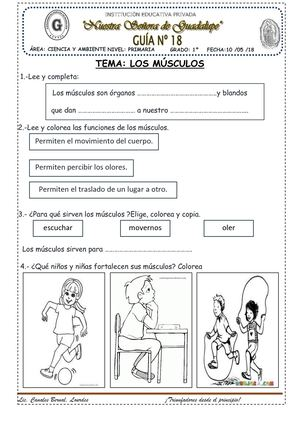 INSTITUCIÓN EDUCATIVA PRIVADA
"Nuestra Señora de Guadalupe"
GUÍA Nº 18
ÁREA: CIENCIA Y AMBIENTE NIVEL: PRIMARIA GRADO: 1° FECHA:10 /05 /18
TEMA: LOS MÚSCULOS
1.-Lee y completa:
Los músculos son órganos ........................................y blandos
que dan ............................ a nuestro ................................
2.-Lee y colorea las funciones de los músculos.
Permiten el movimiento del cuerpo.
Permiten percibir los olores.
Permiten el traslado de un lugar a otro.
3.- ¿Para qué sirven los músculos ?Elige, colorea y copia.
escuchar movernos oler
Los músculos sirven para ............................................
4.- ¿Qué niños y niñas fortalecen sus músculos? Colorea
Lic. Canales Bernal, Lourdes ¡Triunfadores desde el principio!